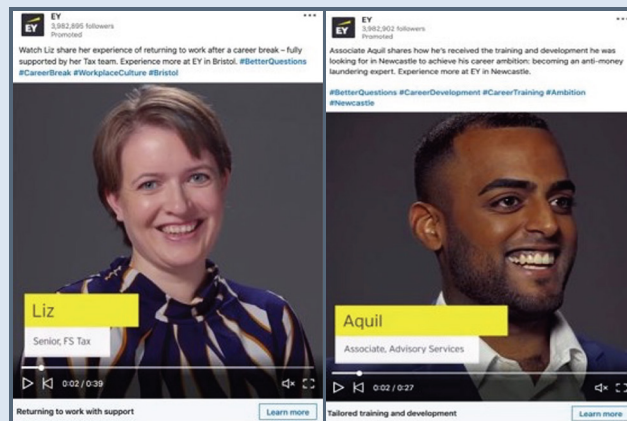 EY
EY
3,982,895 followers
Promoted
Watch Liz share her experience of returning to work after a career break – fully
supported by her Tax team. Experience more at EY in Bristol. #BetterQuestions
#CareerBreak #WorkplaceCulture #Bristol
Liz
Senior, FS Tax
0:02 / 0:39
Returning to work with support
Learn more
EY
EY
3,982,902 followers
Promoted
Associate Aquil shares how he's received the training and development he was
looking for in Newcastle to achieve his career ambition: becoming an anti-money
laundering expert. Experience more at EY in Newcastle.
#BetterQuestions #CareerDevelopment #CareerTraining #Ambition
#Newcastle
Aquil
Associate, Advisory Services
0:02 / 0:27
Tailored training and development
Learn more